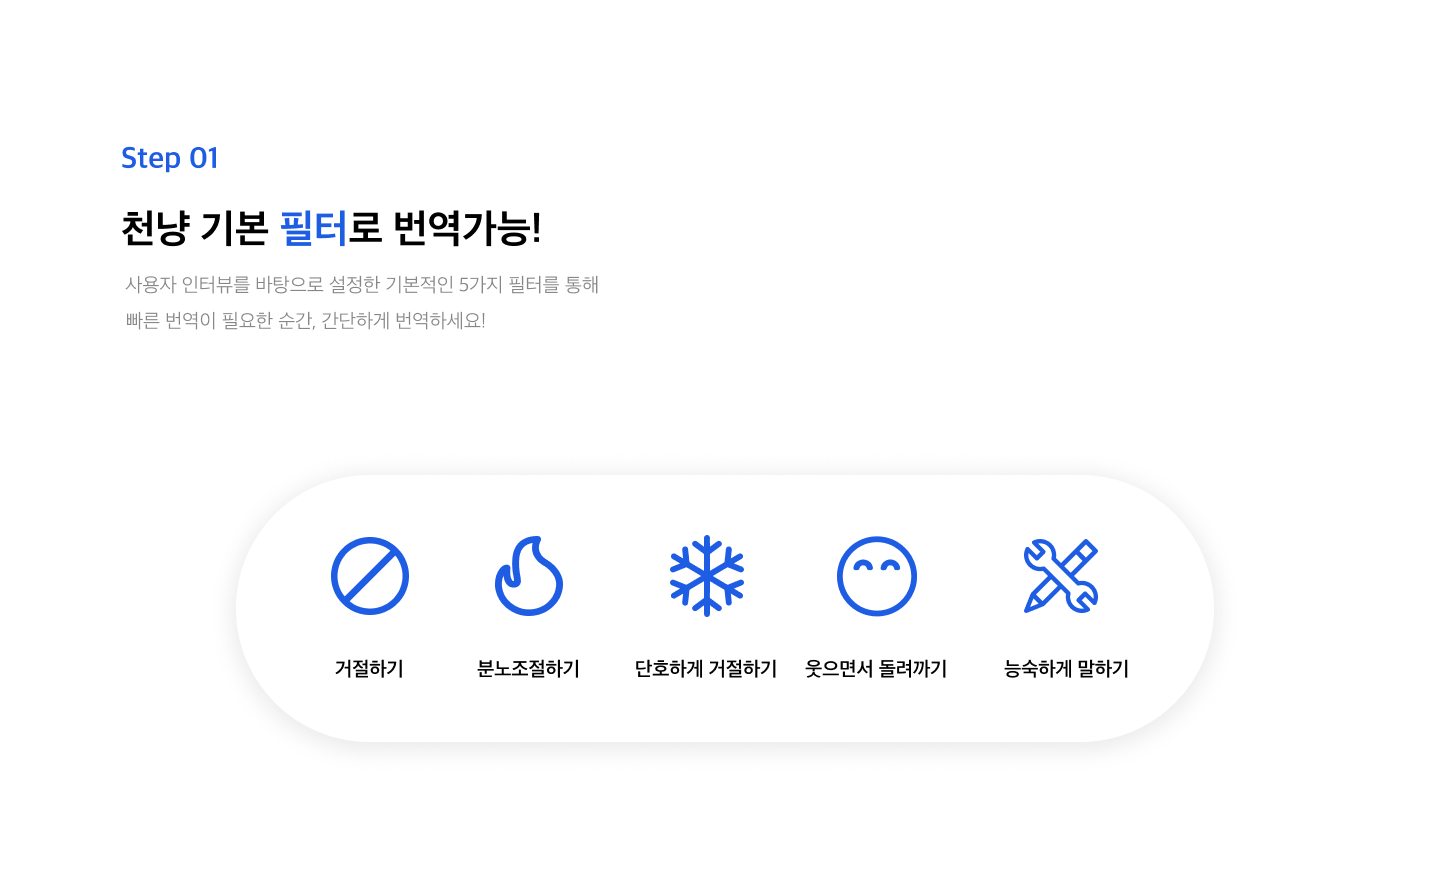 Step 01
천냥 기본 필터로 번역가능!
사용자 인터뷰를 바탕으로 설정한 기본적인 5가지 필터를 통해
빠른 번역이 필요한 순간, 간단하게 번역하세요!
거절하기
분노조절하기
단호하게 거절하기
웃으면서 돌려까기
능숙하게 말하기